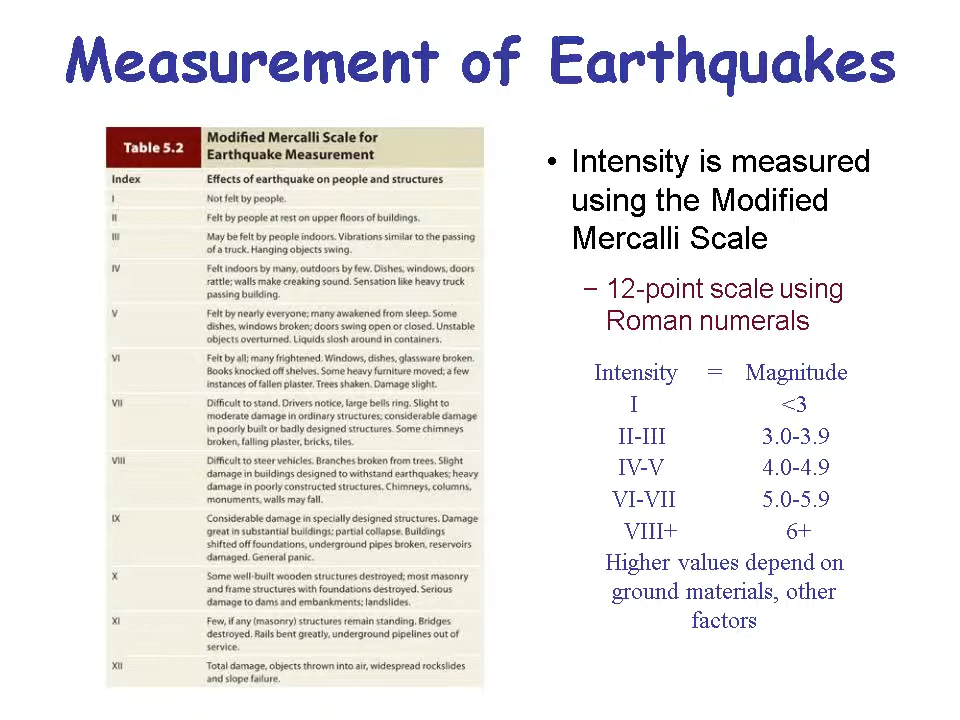 Measurement of Earthquakes
Table 5.2
Modified Mercalli Scale for
Earthquake Measurement
Index Effects of earthquake on people and structures
I Not felt by people.
II Felt by people at rest on upper floors of buildings.
III May be felt by people indoors. Vibrations similar to the passing
of a truck. Hanging objects swing.
IV Felt indoors by many, outdoors by few. Dishes, windows, doors
rattle; walls make creaking sound. Sensation like heavy truck
passing building.
V Felt by nearly everyone; many awakened from sleep. Some
dishes, windows broken; doors swing open or closed. Unstable
objects overturned. Liquids slosh around in containers.
VI Felt by all; many frightened. Windows, dishes, glassware broken.
Books knocked off shelves. Some heavy furniture moved; a few
instances of fallen plaster. Trees shaken. Damage slight.
VII Difficult to stand. Drivers notice, large bells ring. Slight to
moderate damage in ordinary structures; considerable damage
in poorly built or badly designed structures. Some chimneys
broken, falling plaster, bricks, tiles.
VIII Difficult to steer vehicles. Branches broken from trees. Slight
damage in buildings designed to withstand earthquakes; heavy
damage in poorly constructed structures. Chimneys, columns,
monuments, walls may fall.
IX Considerable damage in specially designed structures. Damage
great in substantial buildings; partial collapse. Buildings
shifted off foundations, underground pipes broken, reservoirs
damaged. General panic.
X Some well-built wooden structures destroyed; most masonry
and frame structures with foundations destroyed. Serious
damage to dams and embankments; landslides.
XI Few, if any (masonry) structures remain standing. Bridges
destroyed. Rails bent greatly, underground pipelines out of
service.
XII Total damage, objects thrown into air, widespread rockslides
and slope failure.
• Intensity is measured
using the Modified
Mercalli Scale
– 12-point scale using
Roman numerals
Intensity = Magnitude
I <3
II-III 3.0-3.9
IV-V 4.0-4.9
VI-VII 5.0-5.9
VIII+ 6+
Higher values depend on
ground materials, other
factors